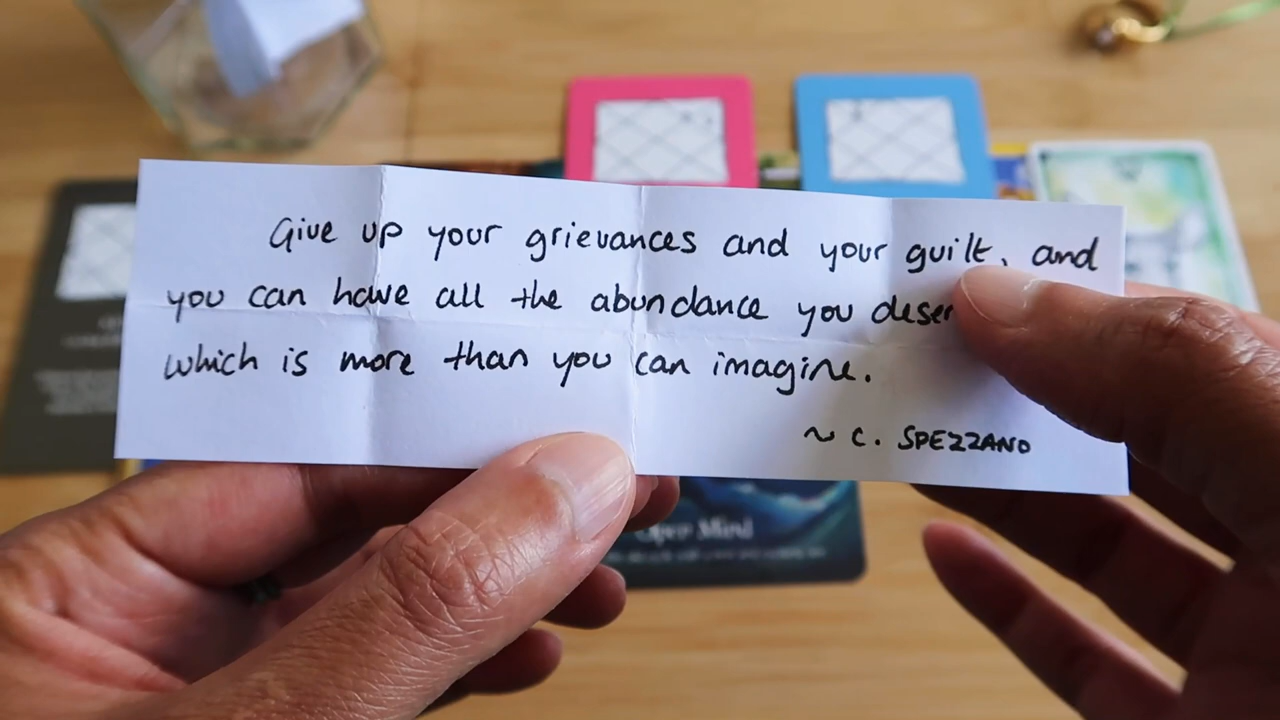 Give up your grievances and your guilt, and
you can have all the abundance you deser
which is more than you can imagine.
~ C. SPEZZANO
Open Mind